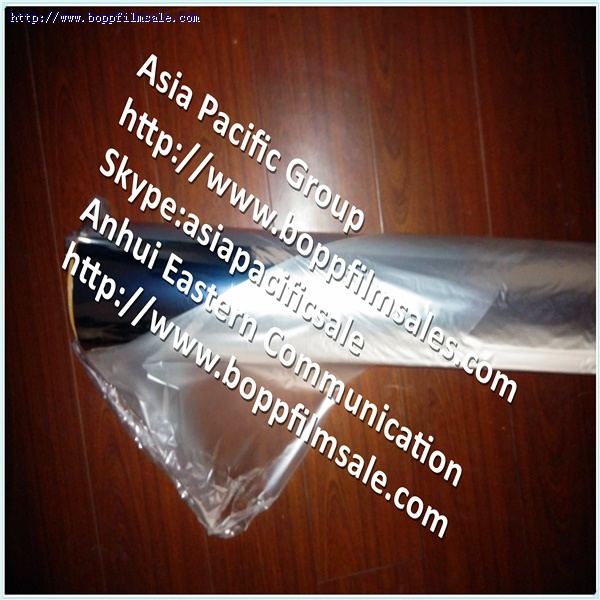 http://www.boppfilmsale.com
Asia Pacific Group
http://www.boppfilmsales.com
Skype:asiapacificsale
Anhui Eastern Communication
http://www.boppfilmsale.com